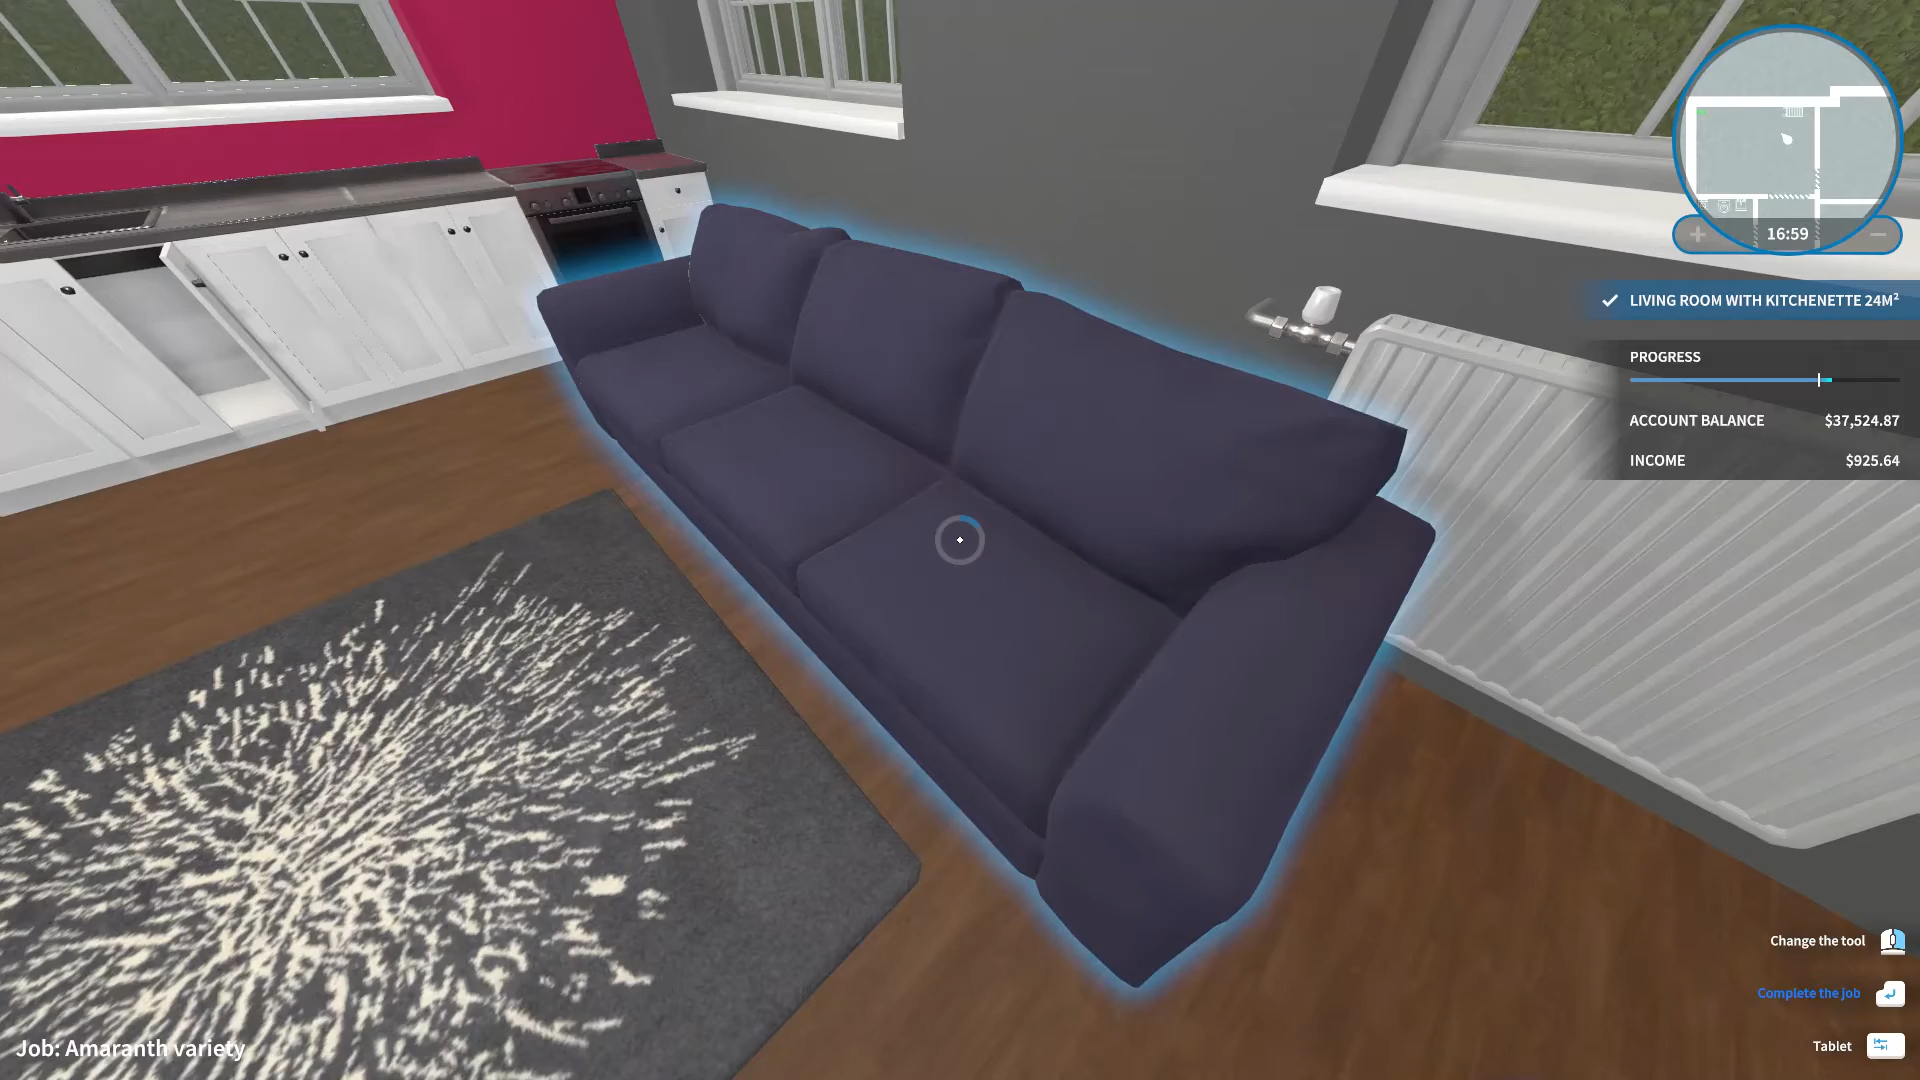 16:59
LIVING ROOM WITH KITCHENETTE 24M²
PROGRESS
ACCOUNT BALANCE $37,524.87
INCOME $925.64
Change the tool
Complete the job
Tablet
Job: Amaranth variety